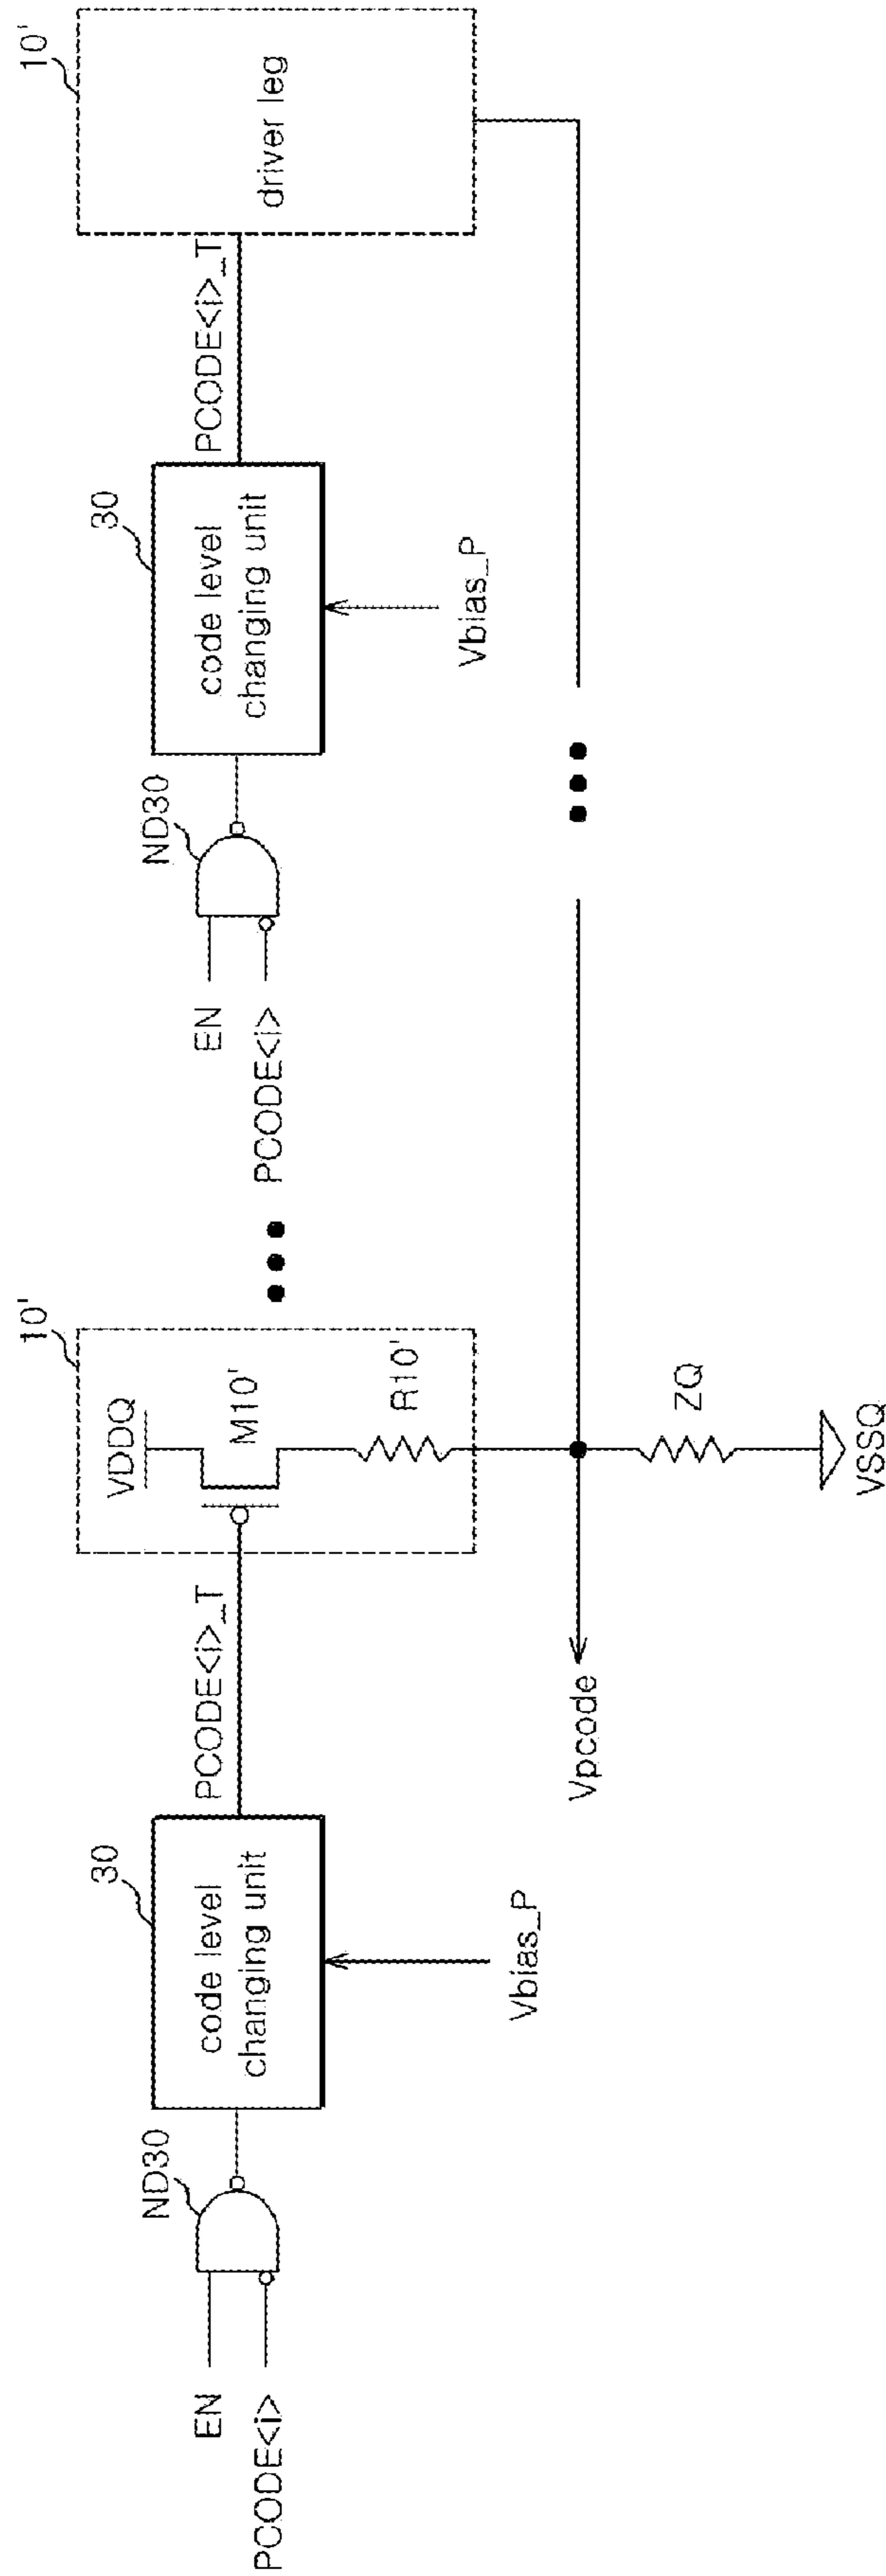 EN
PCODE<i>
ND30
30
code level
changing unit
Vbias_P
PCODE<i>_T
10'
VDDQ
M10'
R10'
Vpcode
ZQ
VSSQ
EN
PCODE<i>
ND30
30
code level
changing unit
Vbias_P
PCODE<i>_T
10'
driver leg